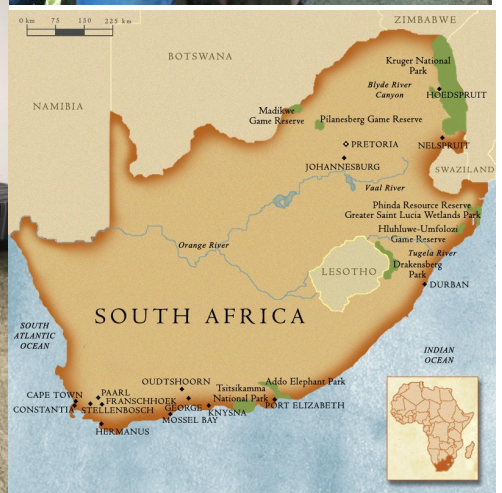 0 km 75 150 225 km
ZIMBABWE
BOTSWANA
NAMIBIA
Kruger National
Park
Blyde River
Canyon
HOEDSPRUIT
Madikwe
Game Reserve
Pilanesberg Game Reserve
PRETORIA
NELSPRUIT
JOHANNESBURG
SWAZILAND
Vaal River
Phinda Resource Reserve
Greater Saint Lucia Wetlands Park
Hluhluwe-Umfolozi
Game Reserve
Orange River
Tugela River
LESOTHO
Drakensberg
Park
DURBAN
SOUTH AFRICA
SOUTH
ATLANTIC
OCEAN
INDIAN
OCEAN
OUDTSHOORN
Tsitsikamma
National Park
Addo Elephant Park
CAPE TOWN
PAARL
FRANSCHHOEK
CONSTANTIA
STELLENBOSCH
GEORGE
KNYSNA
PORT ELIZABETH
MOSSEL BAY
HERMANUS